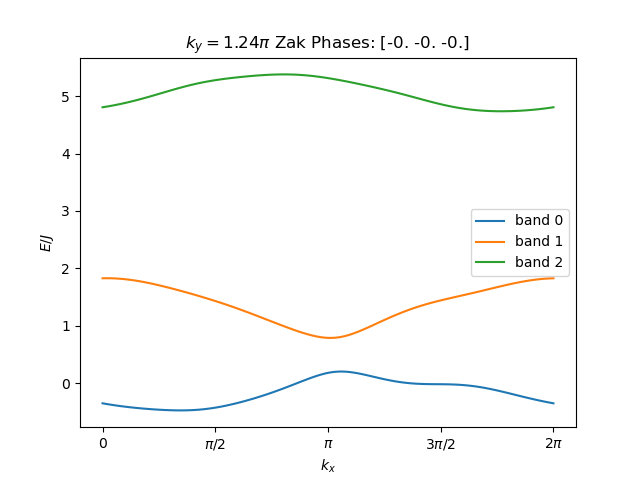 k_y = 1.24π Zak Phases: [-0. -0. -0.]
5
4
3
2
1
0
E/J
band 0
band 1
band 2
0
π/2
π
3π/2
2π
k_x